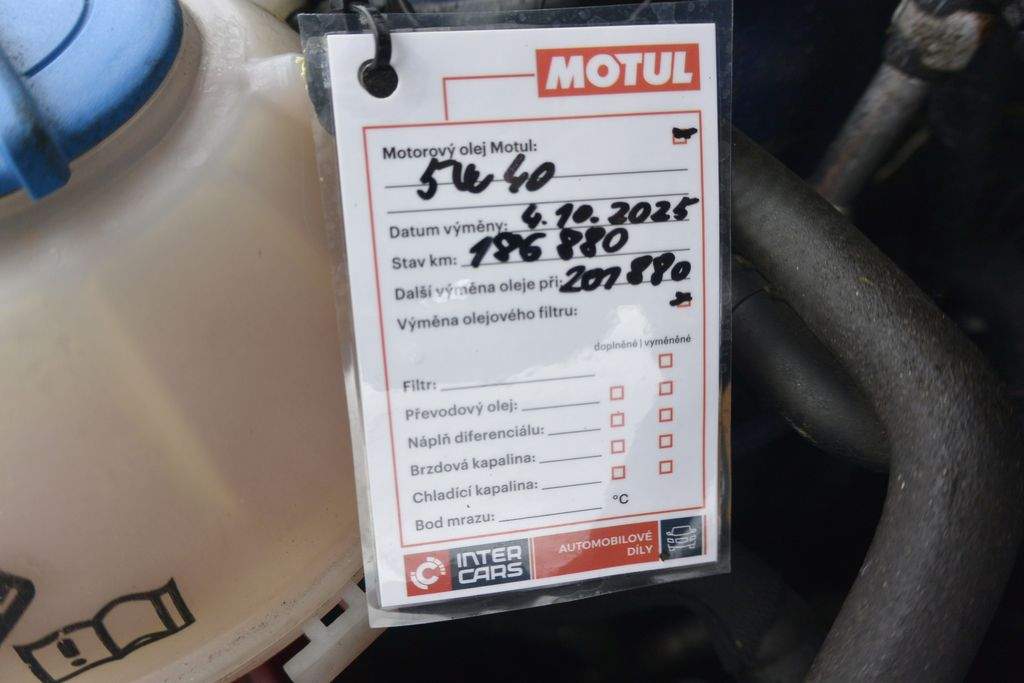 MOTUL
Motorový olej Motul:
5W40
Datum výměny: 4.10.2025
Stav km: 186 880
Další výměna oleje při: 201 880
Výměna olejového filtru:
doplněné | vyměněné
Filtr:
Převodový olej:
Náplň diferenciálu:
Brzdová kapalina:
Chladící kapalina:
Bod mrazu: °C
INTER CARS
AUTOMOBILOVÉ
DÍLY